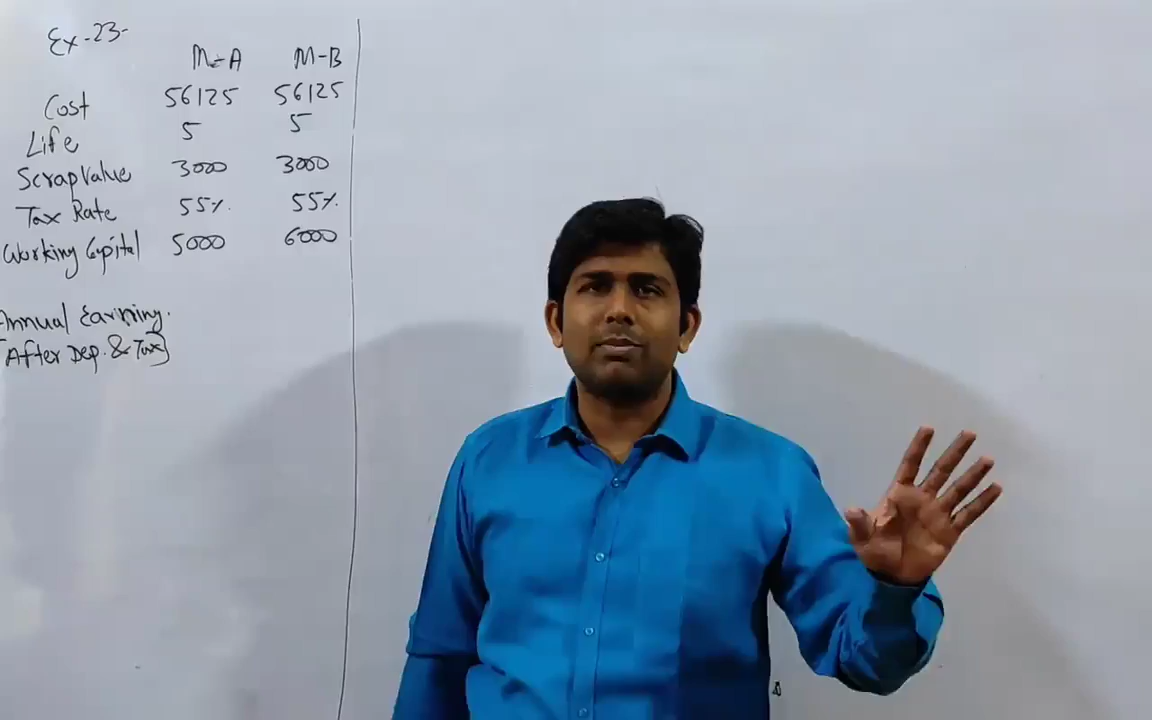 Ex-23-
M-A M-B
Cost 56125 56125
Life 5 5
Scrap Value 3000 3000
Tax Rate 55% 55%
Working Capital 5000 6000
Annual Earning.
[After Dep. & Tax]